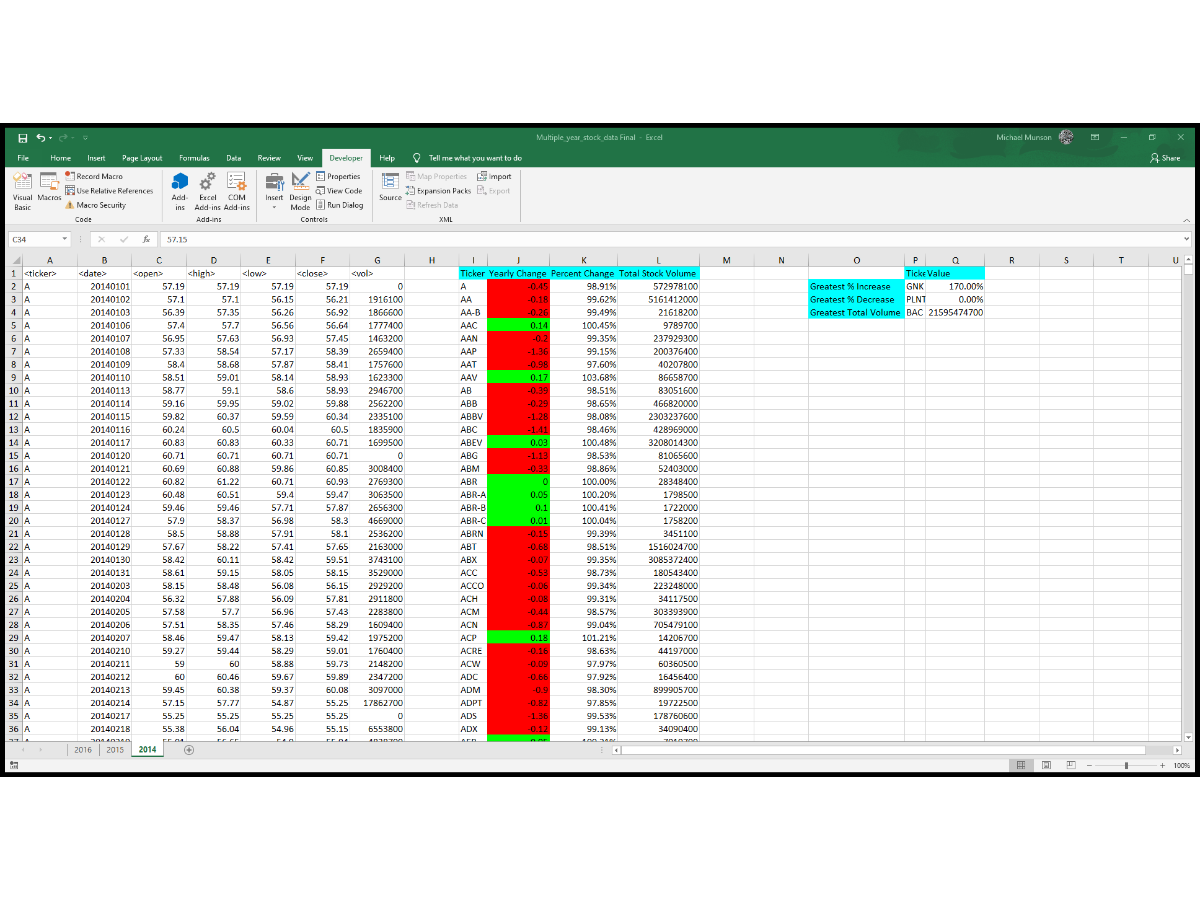 Multiple_year_stock_data Final - Excel
Michael Munson
File Home Insert Page Layout Formulas Data Review View Developer Help Tell me what you want to do Share
Visual Basic
Macros
Record Macro
Use Relative References
Macro Security
Code
Add-ins
Excel Add-ins
COM Add-ins
Add-ins
Insert
Design Mode
Properties
View Code
Run Dialog
Controls
Source
Map Properties
Expansion Packs
Refresh Data
Import
Export
XML
C34 fx 57.15
A B C D E F G H I J K L M N O P Q R S T U
1 <ticker> <date> <open> <high> <low> <close> <vol> Ticker Yearly Change Percent Change Total Stock Volume Ticke Value
2 A 20140101 57.19 57.19 57.19 57.19 0 A -0.45 98.91% 572978100 Greatest % Increase GNK 170.00%
3 A 20140102 57.1 57.1 56.15 56.21 1916100 AA -0.18 99.62% 5161412000 Greatest % Decrease PLNT 0.00%
4 A 20140103 56.39 57.35 56.26 56.92 1866600 AA-B -0.26 99.49% 21618200 Greatest Total Volume BAC 21595474700
5 A 20140106 57.4 57.7 56.56 56.64 1777400 AAC 0.14 100.45% 9789700
6 A 20140107 56.95 57.63 56.93 57.45 1463200 AAN -0.2 99.35% 237929300
7 A 20140108 57.33 58.54 57.17 58.39 2659400 AAP -1.36 99.15% 200376400
8 A 20140109 58.4 58.68 57.87 58.41 1757600 AAT -0.98 97.60% 40207800
9 A 20140110 58.51 59.01 58.14 58.93 1623300 AAV 0.17 103.68% 86658700
10 A 20140113 58.77 59.1 58.6 58.93 2946700 AB -0.39 98.51% 83051600
11 A 20140114 59.16 59.95 59.02 59.88 2562200 ABB -0.29 98.65% 466820000
12 A 20140115 59.82 60.37 59.59 60.34 2335100 ABBV -1.28 98.08% 2303237600
13 A 20140116 60.24 60.5 60.04 60.5 1835900 ABC -1.41 98.46% 428969000
14 A 20140117 60.83 60.83 60.33 60.71 1699500 ABEV 0.03 100.48% 3208014300
15 A 20140120 60.71 60.71 60.71 60.71 0 ABG -1.13 98.53% 81065600
16 A 20140121 60.69 60.88 59.86 60.85 3008400 ABM -0.33 98.86% 52403000
17 A 20140122 60.82 61.22 60.71 60.93 2769300 ABR 0 100.00% 28348400
18 A 20140123 60.48 60.51 59.4 59.47 3063500 ABR-A 0.05 100.20% 1798500
19 A 20140124 59.46 59.46 57.71 57.87 2656300 ABR-B 0.1 100.41% 1722000
20 A 20140127 57.9 58.37 56.98 58.3 4669000 ABR-C 0.01 100.04% 1758200
21 A 20140128 58.5 58.88 57.91 58.1 2536200 ABRN -0.15 99.39% 3451100
22 A 20140129 57.67 58.22 57.41 57.65 2163000 ABT -0.68 98.51% 1516024700
23 A 20140130 58.42 60.11 58.42 59.51 3743100 ABX -0.07 99.35% 3085372400
24 A 20140131 58.61 59.15 58.05 58.15 3529000 ACC -0.53 98.73% 180543400
25 A 20140203 58.15 58.48 56.08 56.15 2929200 ACCO -0.06 99.34% 223248000
26 A 20140204 56.32 57.88 56.09 57.81 2911800 ACH -0.08 99.31% 34117500
27 A 20140205 57.58 57.7 56.96 57.43 2283800 ACM -0.44 98.57% 303393900
28 A 20140206 57.51 58.35 57.46 58.29 1609400 ACN -0.87 99.04% 705479100
29 A 20140207 58.46 59.47 58.13 59.42 1975200 ACP 0.18 101.21% 14206700
30 A 20140210 59.27 59.44 58.29 59.01 1760400 ACRE -0.16 98.63% 44197000
31 A 20140211 59 60 58.88 59.73 2148200 ACW -0.09 97.97% 60360500
32 A 20140212 60 60.46 59.67 59.89 2347200 ADC -0.66 97.92% 16456400
33 A 20140213 59.45 60.38 59.37 60.08 3097000 ADM -0.9 98.30% 899905700
34 A 20140214 57.15 57.77 54.87 55.25 17862700 ADPT -0.82 97.85% 19722500
35 A 20140217 55.25 55.25 55.25 55.25 0 ADS -1.36 99.53% 178760600
36 A 20140218 55.38 56.04 54.96 55.15 6553800 ADX -0.12 99.13% 34090400
2016 2015 2014
100%